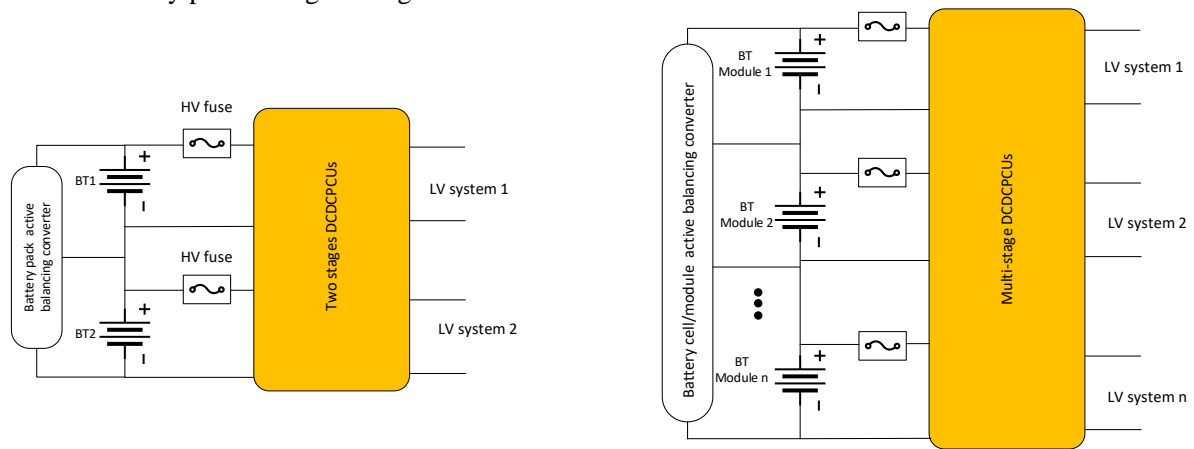 HV fuse
BT1
+
I
Battery pack active
balancing converter
Two stages DCDCPCUs
LV system 1
HV fuse
BT2
+
I
LV system 2
Battery cell/module active balancing converter
BT
Module 1
+
I
Multi-stage DCDCPCUs
LV system 1
BT
Module 2
+
I
LV system 2
BT
Module n
+
I
LV system n